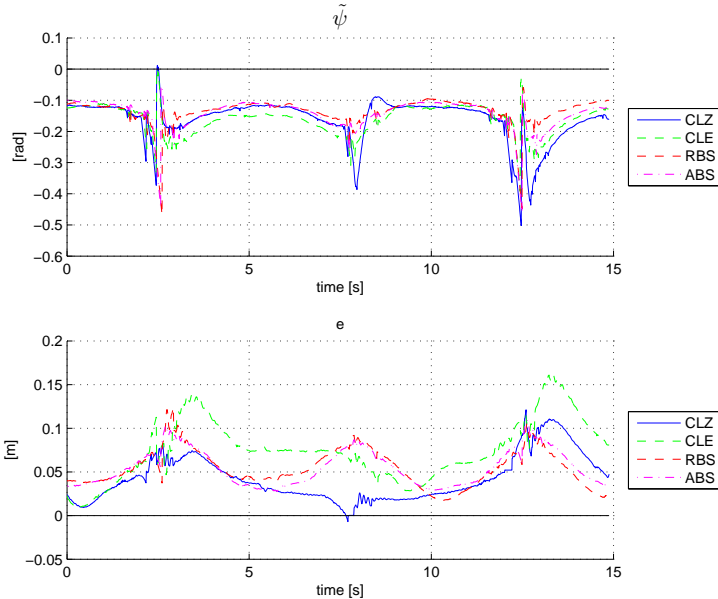 ψ̃
0.1
0
−0.1
−0.2
−0.3
−0.4
−0.5
−0.6
[rad]
0 5 10 15
time [s]
CLZ
CLE
RBS
ABS
e
0.2
0.15
0.1
0.05
0
−0.05
[m]
0 5 10 15
time [s]
CLZ
CLE
RBS
ABS